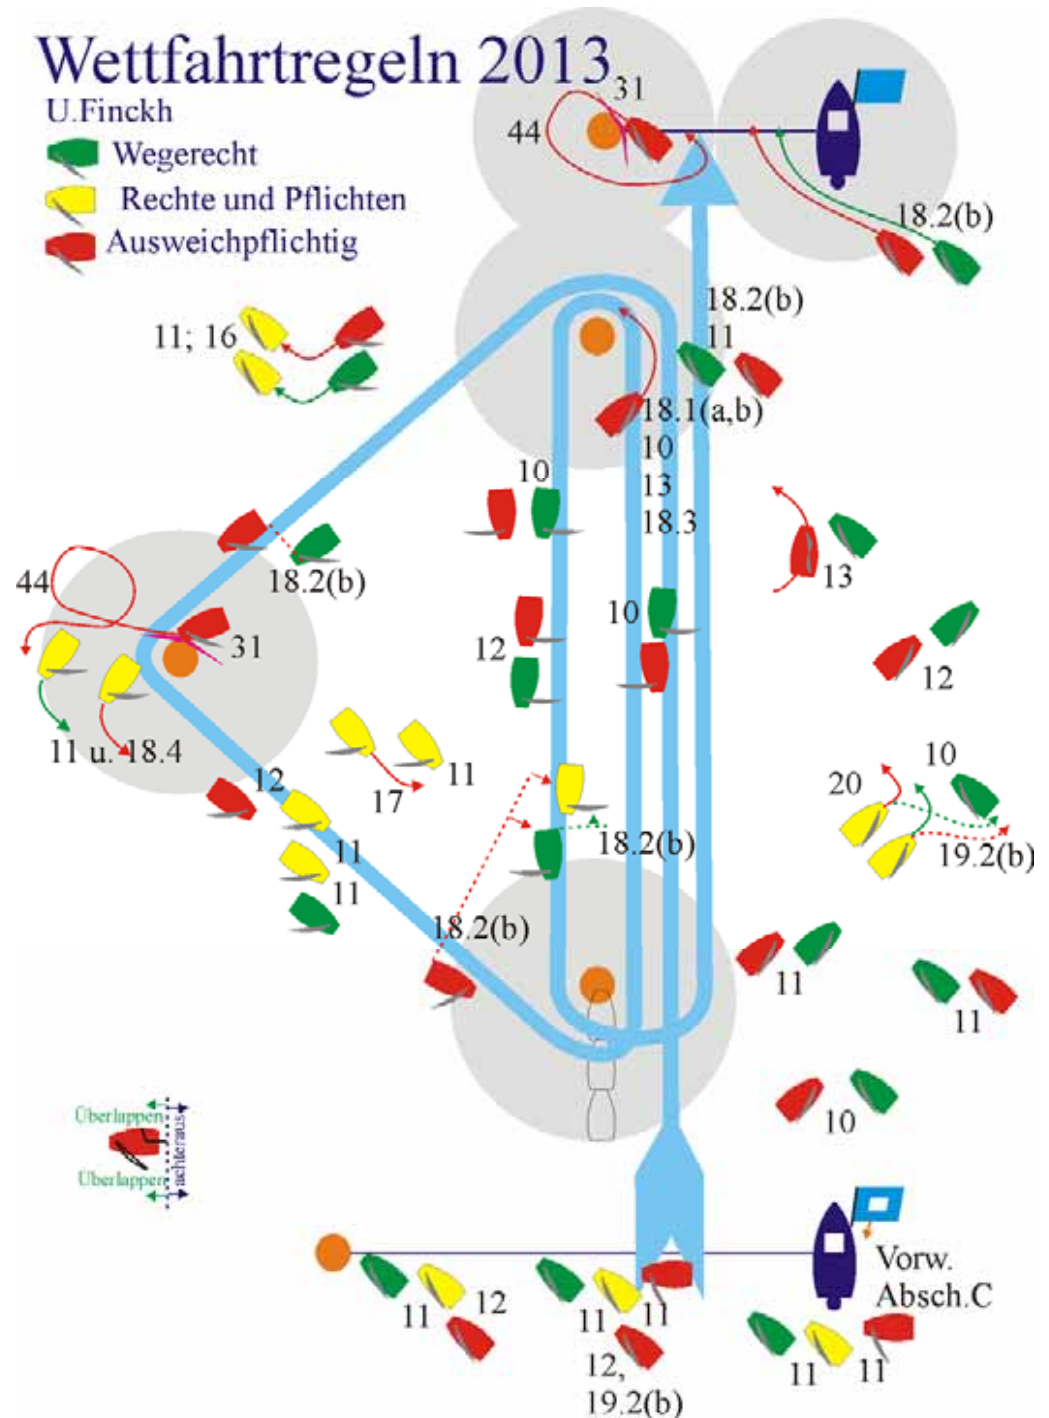 Wettfahrtregeln 2013
U.Finckh
Wegerecht
Rechte und Pflichten
Ausweichpflichtig
31
44
18.2(b)
18.2(b)
11
11; 16
18.1(a,b)
10
13
18.3
10
18.2(b)
13
44
31
10
12
12
11 u. 18.4
12
11
11
17
11
18.2(b)
18.2(b)
20
10
19.2(b)
11
11
10
Überlappen
achteraus
Überlappen
Vorw.
Absch.C
11
12
11
11
12,
19.2(b)
11
11